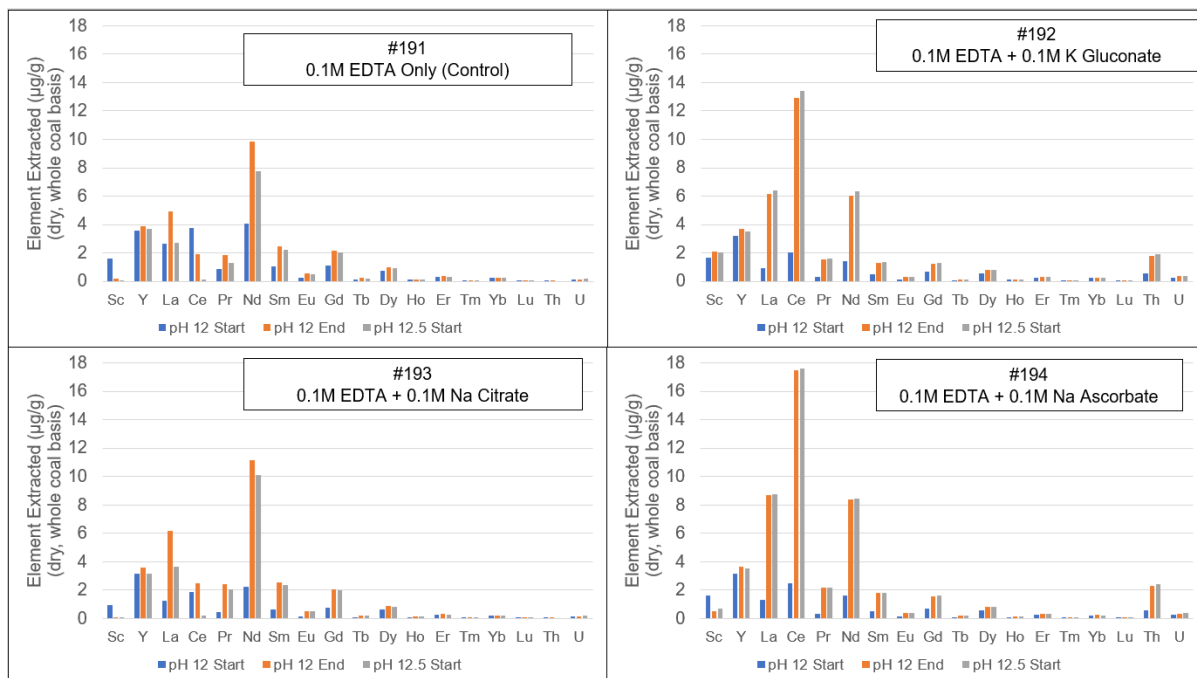 #191
0.1M EDTA Only (Control)
Element Extracted (µg/g)
(dry, whole coal basis)
18
16
14
12
10
8
6
4
2
0
Sc Y La Ce Pr Nd Sm Eu Gd Tb Dy Ho Er Tm Yb Lu Th U
pH 12 Start pH 12 End pH 12.5 Start
#192
0.1M EDTA + 0.1M K Gluconate
Element Extracted (µg/g)
(dry, whole coal basis)
18
16
14
12
10
8
6
4
2
0
Sc Y La Ce Pr Nd Sm Eu Gd Tb Dy Ho Er Tm Yb Lu Th U
pH 12 Start pH 12 End pH 12.5 Start
#193
0.1M EDTA + 0.1M Na Citrate
Element Extracted (µg/g)
(dry, whole coal basis)
18
16
14
12
10
8
6
4
2
0
Sc Y La Ce Pr Nd Sm Eu Gd Tb Dy Ho Er Tm Yb Lu Th U
pH 12 Start pH 12 End pH 12.5 Start
#194
0.1M EDTA + 0.1M Na Ascorbate
Element Extracted (µg/g)
(dry, whole coal basis)
18
16
14
12
10
8
6
4
2
0
Sc Y La Ce Pr Nd Sm Eu Gd Tb Dy Ho Er Tm Yb Lu Th U
pH 12 Start pH 12 End pH 12.5 Start